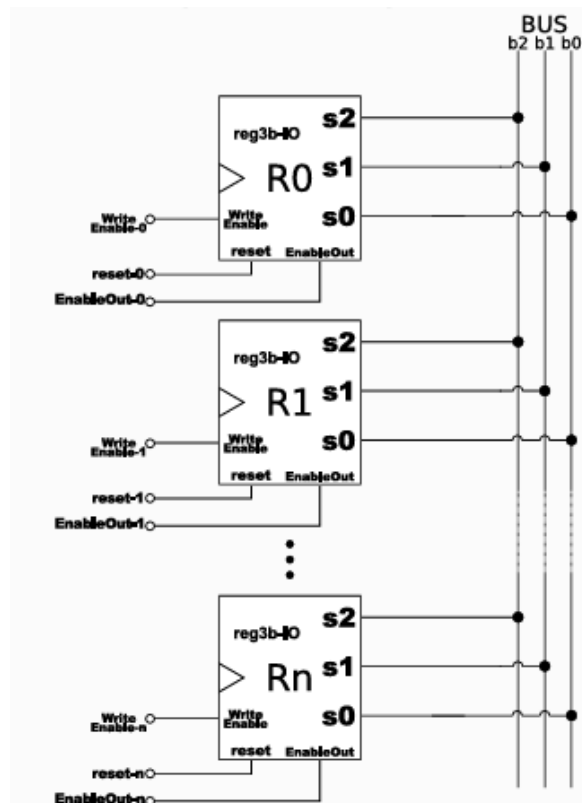 BUS
b2 b1 b0
s2
reg3b-IO
R0
s1
s0
Write
Enable-0
Write
Enable
reset
EnableOut
reset-0
EnableOut-0
s2
reg3b-IO
R1
s1
s0
Write
Enable-1
Write
Enable
reset
EnableOut
reset-1
EnableOut-1
s2
reg3b-IO
Rn
s1
s0
Write
Enable-n
Write
Enable
reset
EnableOut
reset-n
EnableOut-n